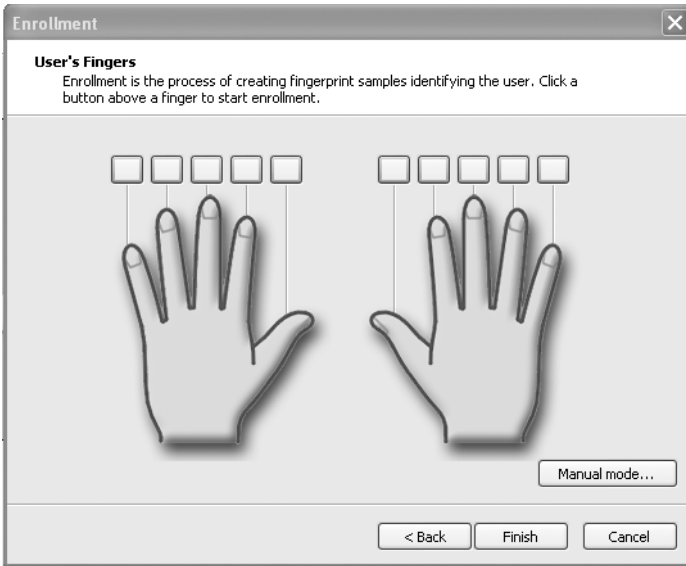 Enrollment
User's Fingers
Enrollment is the process of creating fingerprint samples identifying the user. Click a
button above a finger to start enrollment.
Manual mode...
< Back Finish Cancel